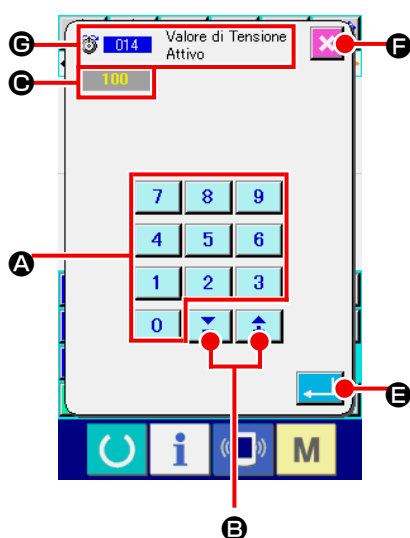 G
014 Valore di Tensione
Attivo
F
C
100
7 8 9
4 5 6
A
1 2 3
0
E
i M
B